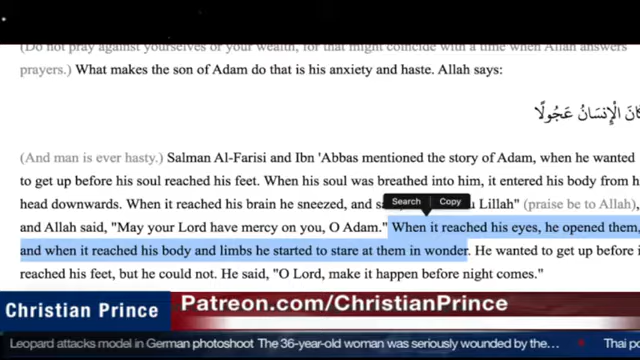 (Do not pray against yourselves or your wealth, for that might coincide with a time when Allah answers
prayers.) What makes the son of Adam do that is his anxiety and haste. Allah says:
الْإِنسَانُ عَجُولًا
(And man is ever hasty.) Salman Al-Farisi and Ibn 'Abbas mentioned the story of Adam, when he wanted
to get up before his soul reached his feet. When his soul was breathed into him, it entered his body from
head downwards. When it reached his brain he sneezed, and Lillah" (praise be to Allah),
Search Copy
and Allah said, "May your Lord have mercy on you, O Adam." When it reached his eyes, he opened them,
and when it reached his body and limbs he started to stare at them in wonder. He wanted to get up before
reached his feet, but he could not. He said, "O Lord, make it happen before night comes."
Christian Prince
Patreon.com/ChristianPrince
Leopard attacks model in German photoshoot The 36-year-old woman was seriously wounded by the... Thai